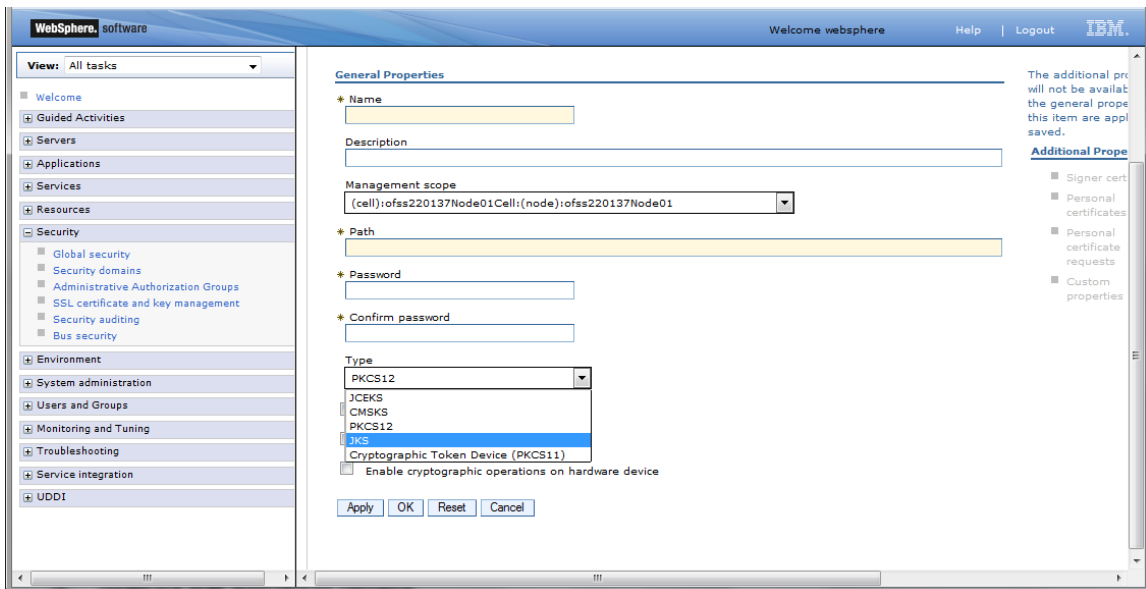 WebSphere. software
Welcome websphere
Help | Logout
IBM.
View: All tasks
Welcome
Guided Activities
Servers
Applications
Services
Resources
Security
Global security
Security domains
Administrative Authorization Groups
SSL certificate and key management
Security auditing
Bus security
Environment
System administration
Users and Groups
Monitoring and Tuning
Troubleshooting
Service integration
UDDI
General Properties
* Name
Description
Management scope
(cell):ofss220137Node01Cell:(node):ofss220137Node01
* Path
* Password
* Confirm password
Type
PKCS12
JCEKS
CMSKS
PKCS12
JKS
Cryptographic Token Device (PKCS11)
Enable cryptographic operations on hardware device
Apply OK Reset Cancel
The additional pro
will not be availab
the general prope
this item are appl
saved.
Additional Prope
Signer cert
Personal
certificates
Personal
certificate
requests
Custom
properties